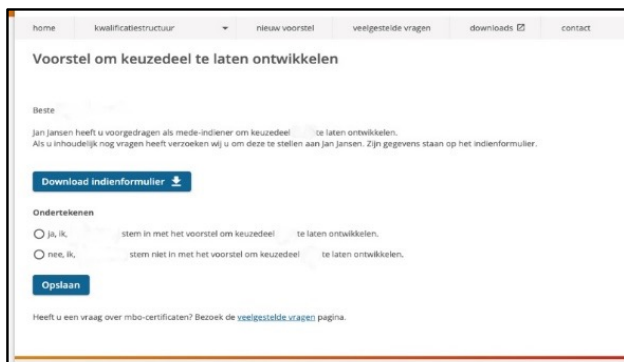 home kwalificatiestructuur nieuw voorstel veelgestelde vragen downloads contact
Voorstel om keuzedeel te laten ontwikkelen
Beste
Jan Jansen heeft u voorgedragen als mede-indiener om keuzedeel te laten ontwikkelen.
Als u inhoudelijk nog vragen heeft verzoeken wij u om deze te stellen aan Jan Jansen. Zijn gegevens staan op het indienformulier.
Download indienformulier
Ondertekenen
ja, ik, stem in met het voorstel om keuzedeel te laten ontwikkelen.
nee, ik, stem niet in met het voorstel om keuzedeel te laten ontwikkelen.
Opslaan
Heeft u een vraag over mbo-certificaten? Bezoek de veelgestelde vragen pagina.